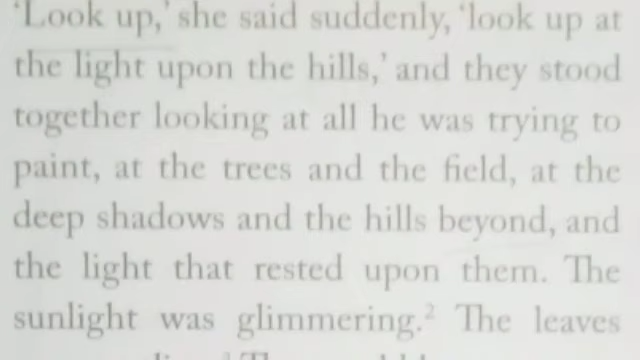 ‘Look up,’ she said suddenly, ‘look up at
the light upon the hills,’ and they stood
together looking at all he was trying to
paint, at the trees and the field, at the
deep shadows and the hills beyond, and
the light that rested upon them. The
sunlight was glimmering.² The leaves